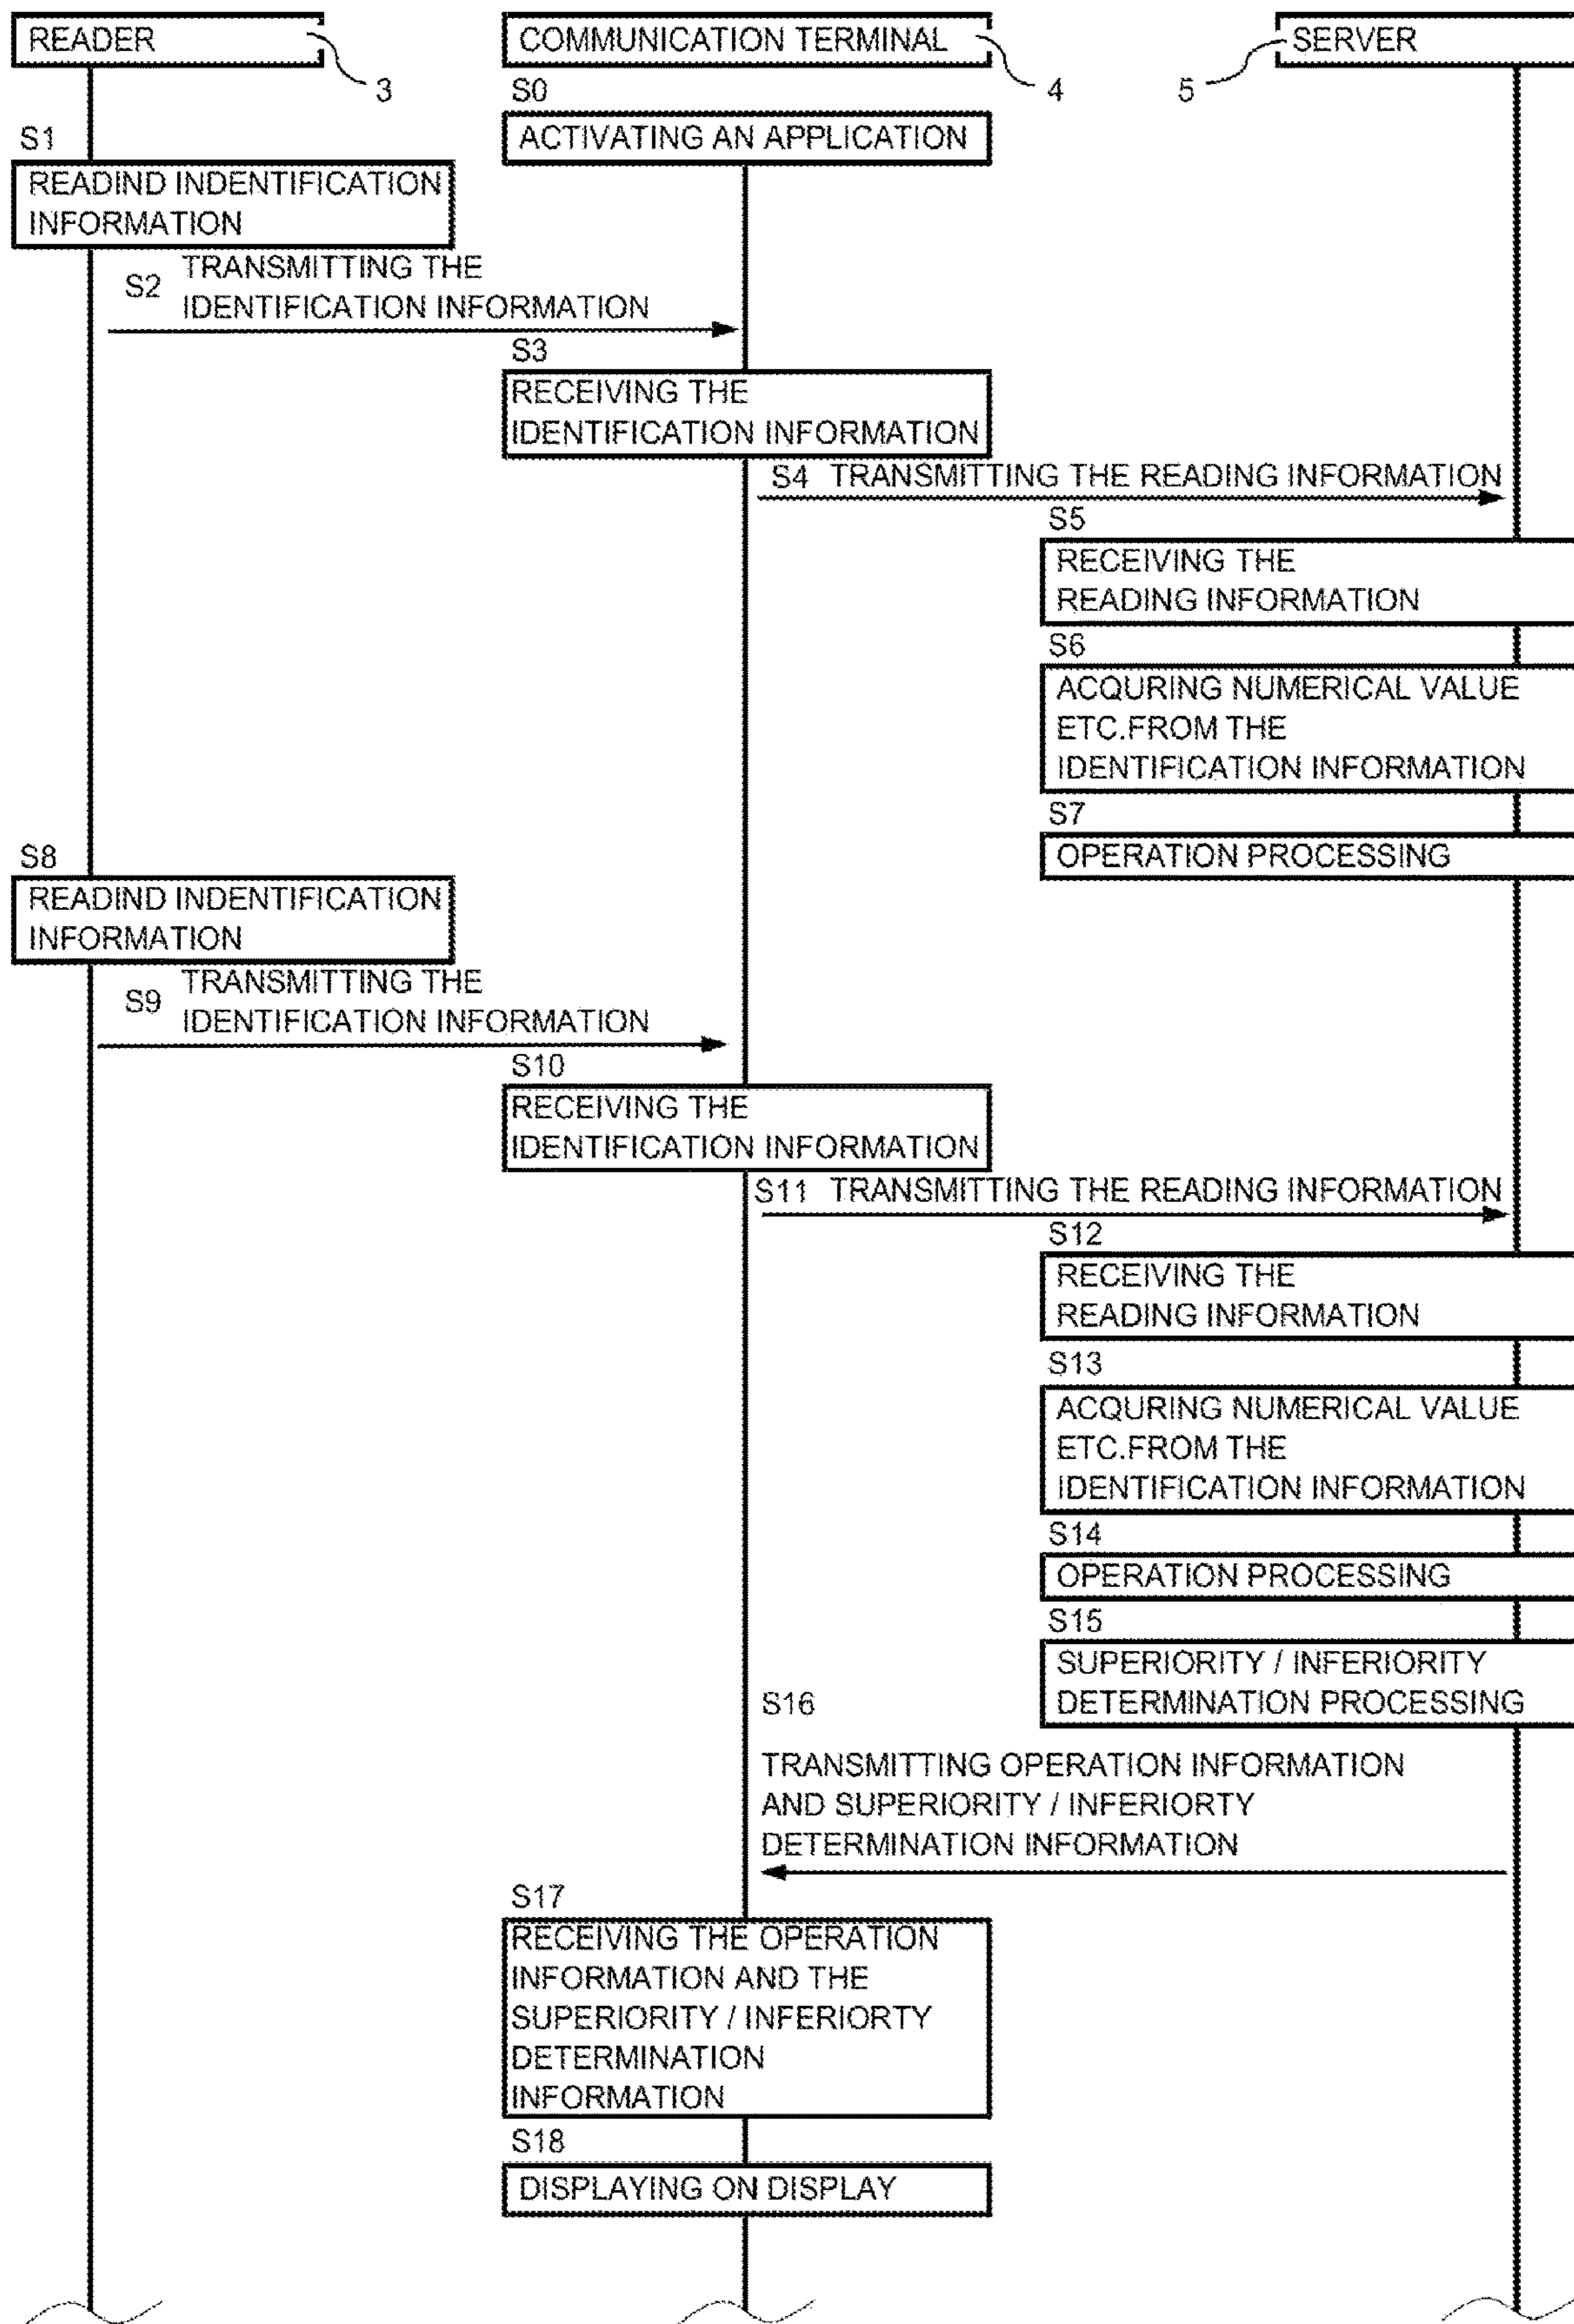 READER
COMMUNICATION TERMINAL
SERVER
3
4
5
S0
ACTIVATING AN APPLICATION
S1
READIND INDENTIFICATION
INFORMATION
S2
TRANSMITTING THE
IDENTIFICATION INFORMATION
S3
RECEIVING THE
IDENTIFICATION INFORMATION
S4 TRANSMITTING THE READING INFORMATION
S5
RECEIVING THE
READING INFORMATION
S6
ACQURING NUMERICAL VALUE
ETC.FROM THE
IDENTIFICATION INFORMATION
S7
OPERATION PROCESSING
S8
READIND INDENTIFICATION
INFORMATION
S9
TRANSMITTING THE
IDENTIFICATION INFORMATION
S10
RECEIVING THE
IDENTIFICATION INFORMATION
S11 TRANSMITTING THE READING INFORMATION
S12
RECEIVING THE
READING INFORMATION
S13
ACQURING NUMERICAL VALUE
ETC.FROM THE
IDENTIFICATION INFORMATION
S14
OPERATION PROCESSING
S15
SUPERIORITY / INFERIORITY
DETERMINATION PROCESSING
S16
TRANSMITTING OPERATION INFORMATION
AND SUPERIORITY / INFERIORTY
DETERMINATION INFORMATION
S17
RECEIVING THE OPERATION
INFORMATION AND THE
SUPERIORITY / INFERIORTY
DETERMINATION
INFORMATION
S18
DISPLAYING ON DISPLAY